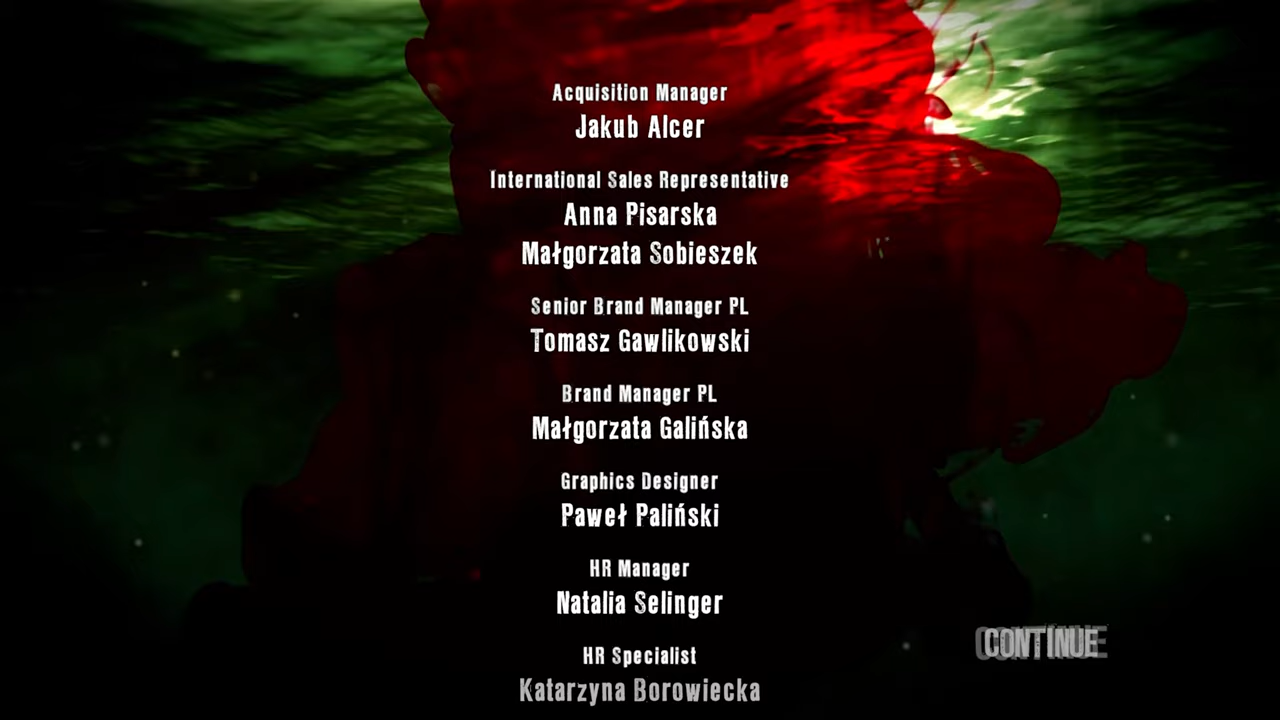 Acquisition Manager
Jakub Alcer
International Sales Representative
Anna Pisarska
Małgorzata Sobieszek
Senior Brand Manager PL
Tomasz Gawlikowski
Brand Manager PL
Małgorzata Galińska
Graphics Designer
Paweł Paliński
HR Manager
Natalia Selinger
HR Specialist
Katarzyna Borowiecka
CONTINUE